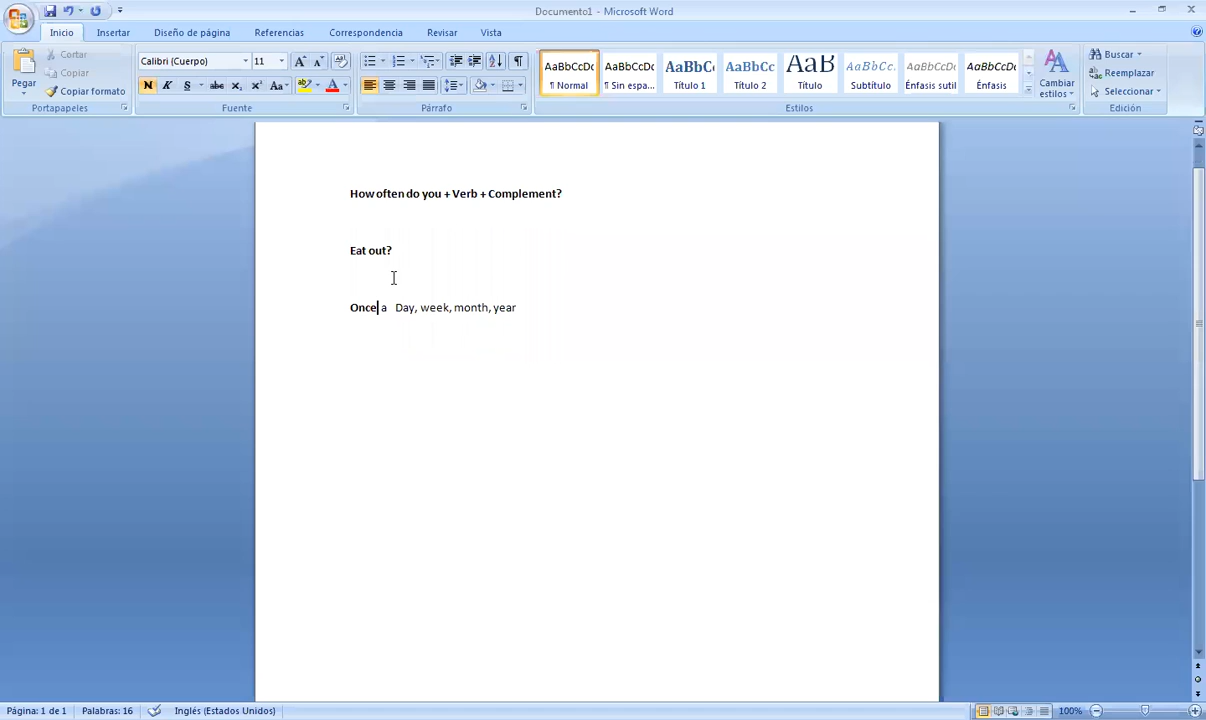 Documento1 - Microsoft Word
Inicio Insertar Diseño de página Referencias Correspondencia Revisar Vista
Pegar
Cortar
Copiar
Copiar formato
Portapapeles
Calibri (Cuerpo) 11
Fuente
Párrafo
AaBbCcDc AaBbCcDc AaBbC AaBbCc AaB AaBbCc. AaBbCcDc AaBbCcDc
¶ Normal ¶ Sin espa... Título 1 Título 2 Título Subtítulo Énfasis sutil Énfasis
Cambiar estilos
Estilos
Buscar
Reemplazar
Seleccionar
Edición
How often do you + Verb + Complement?
Eat out?
Once a Day, week, month, year
Página: 1 de 1 Palabras: 16 Inglés (Estados Unidos) 100%